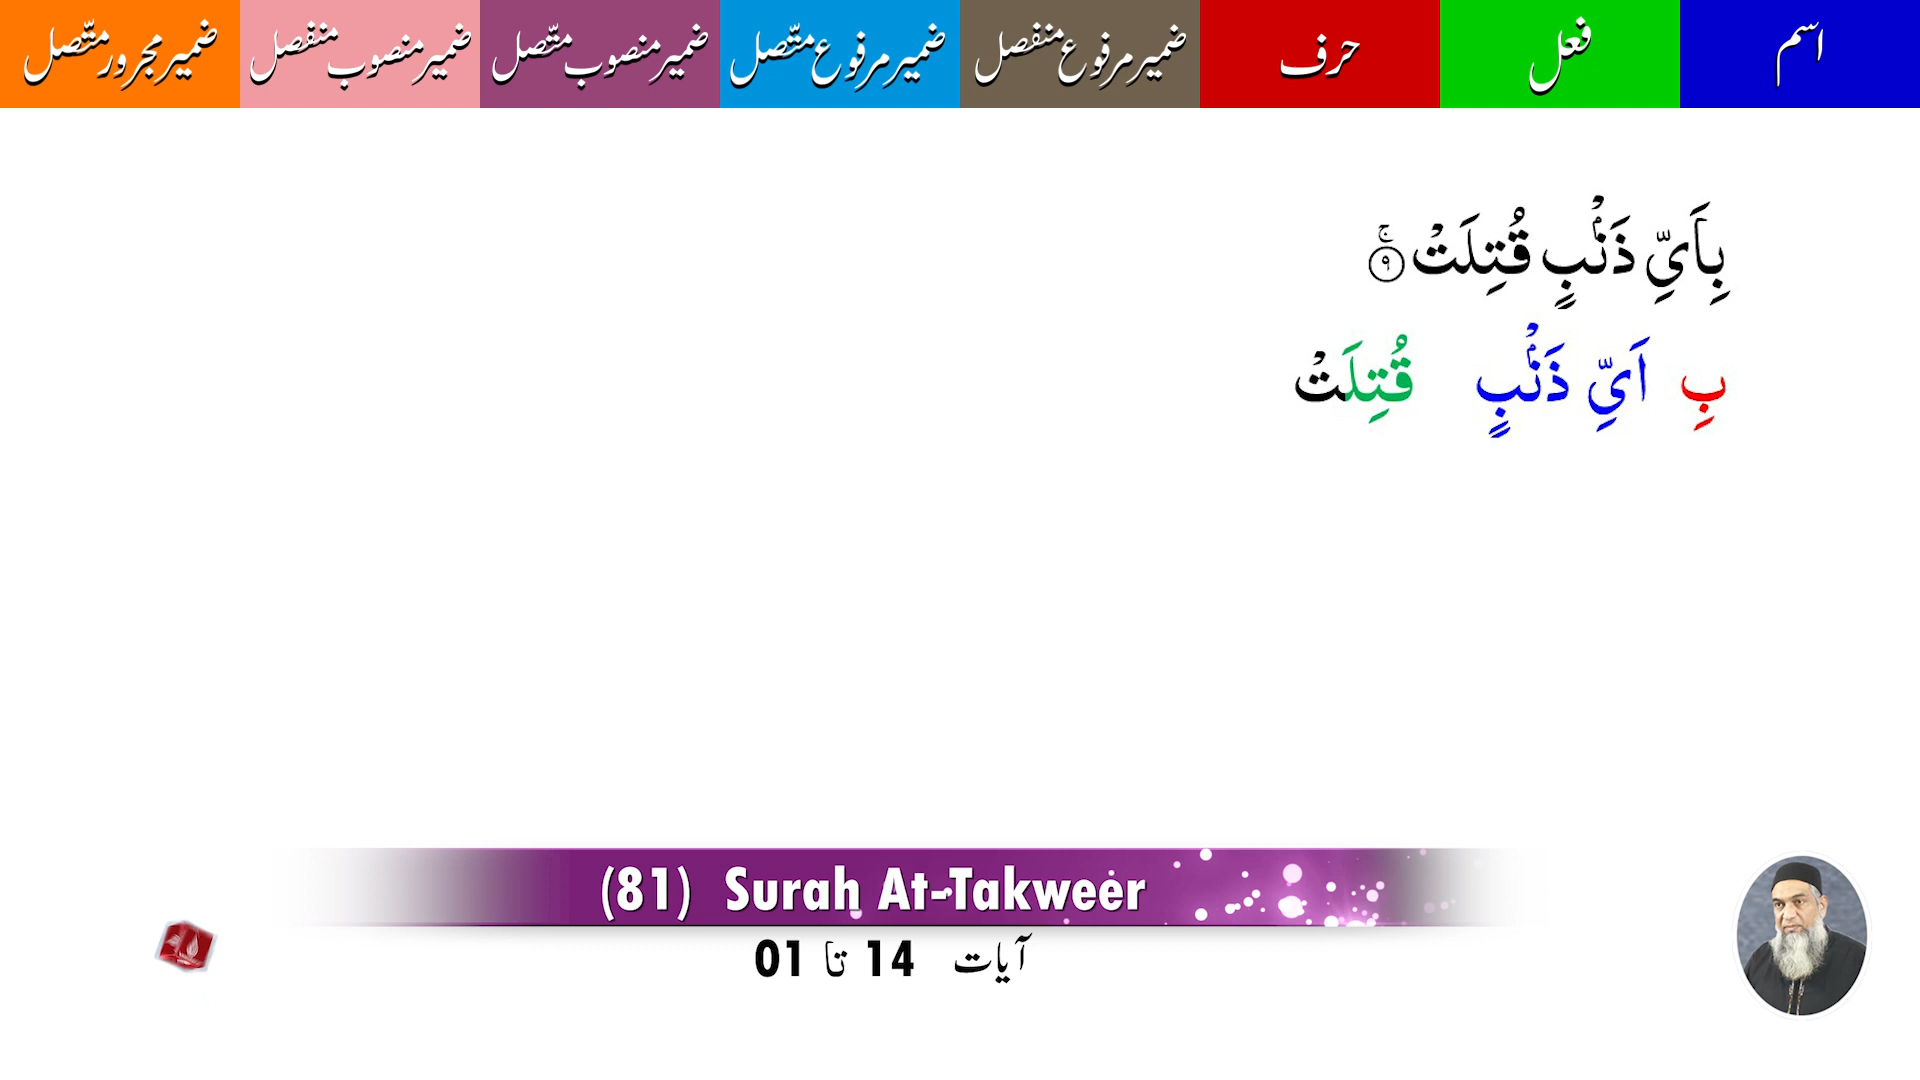 اسم فعل حرف ضمیر مرفوع منفصل ضمیر مرفوع متّصل ضمیر منصوب متّصل ضمیر منصوب منفصل ضمیر مجرور متّصل
بِاَيِّ ذَنْۢبٍ قُتِلَتْ ۚ۹
بِ اَيِّ ذَنْۢبٍ قُتِلَتْ
(81) Surah At-Takweer
آیات 14 تا 01